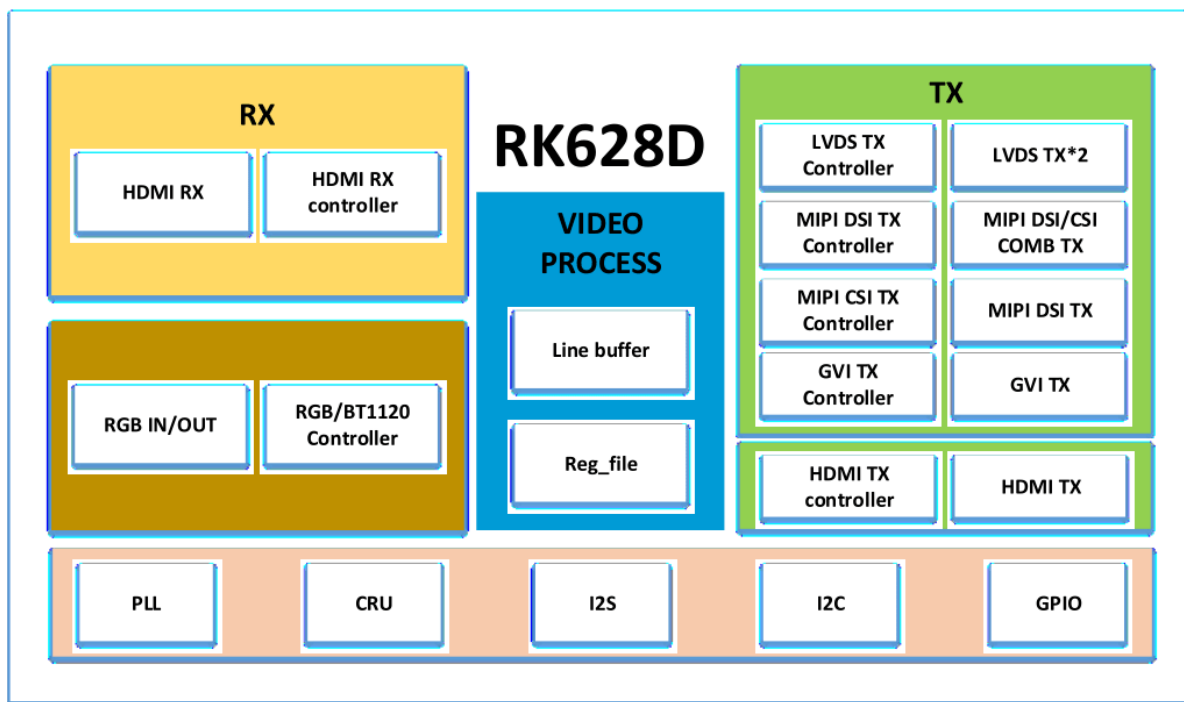 RX
HDMI RX
HDMI RX
controller
RGB IN/OUT
RGB/BT1120
Controller
RK628D
VIDEO
PROCESS
Line buffer
Reg_file
TX
LVDS TX
Controller
LVDS TX*2
MIPI DSI TX
Controller
MIPI DSI/CSI
COMB TX
MIPI CSI TX
Controller
MIPI DSI TX
GVI TX
Controller
GVI TX
HDMI TX
controller
HDMI TX
PLL
CRU
I2S
I2C
GPIO